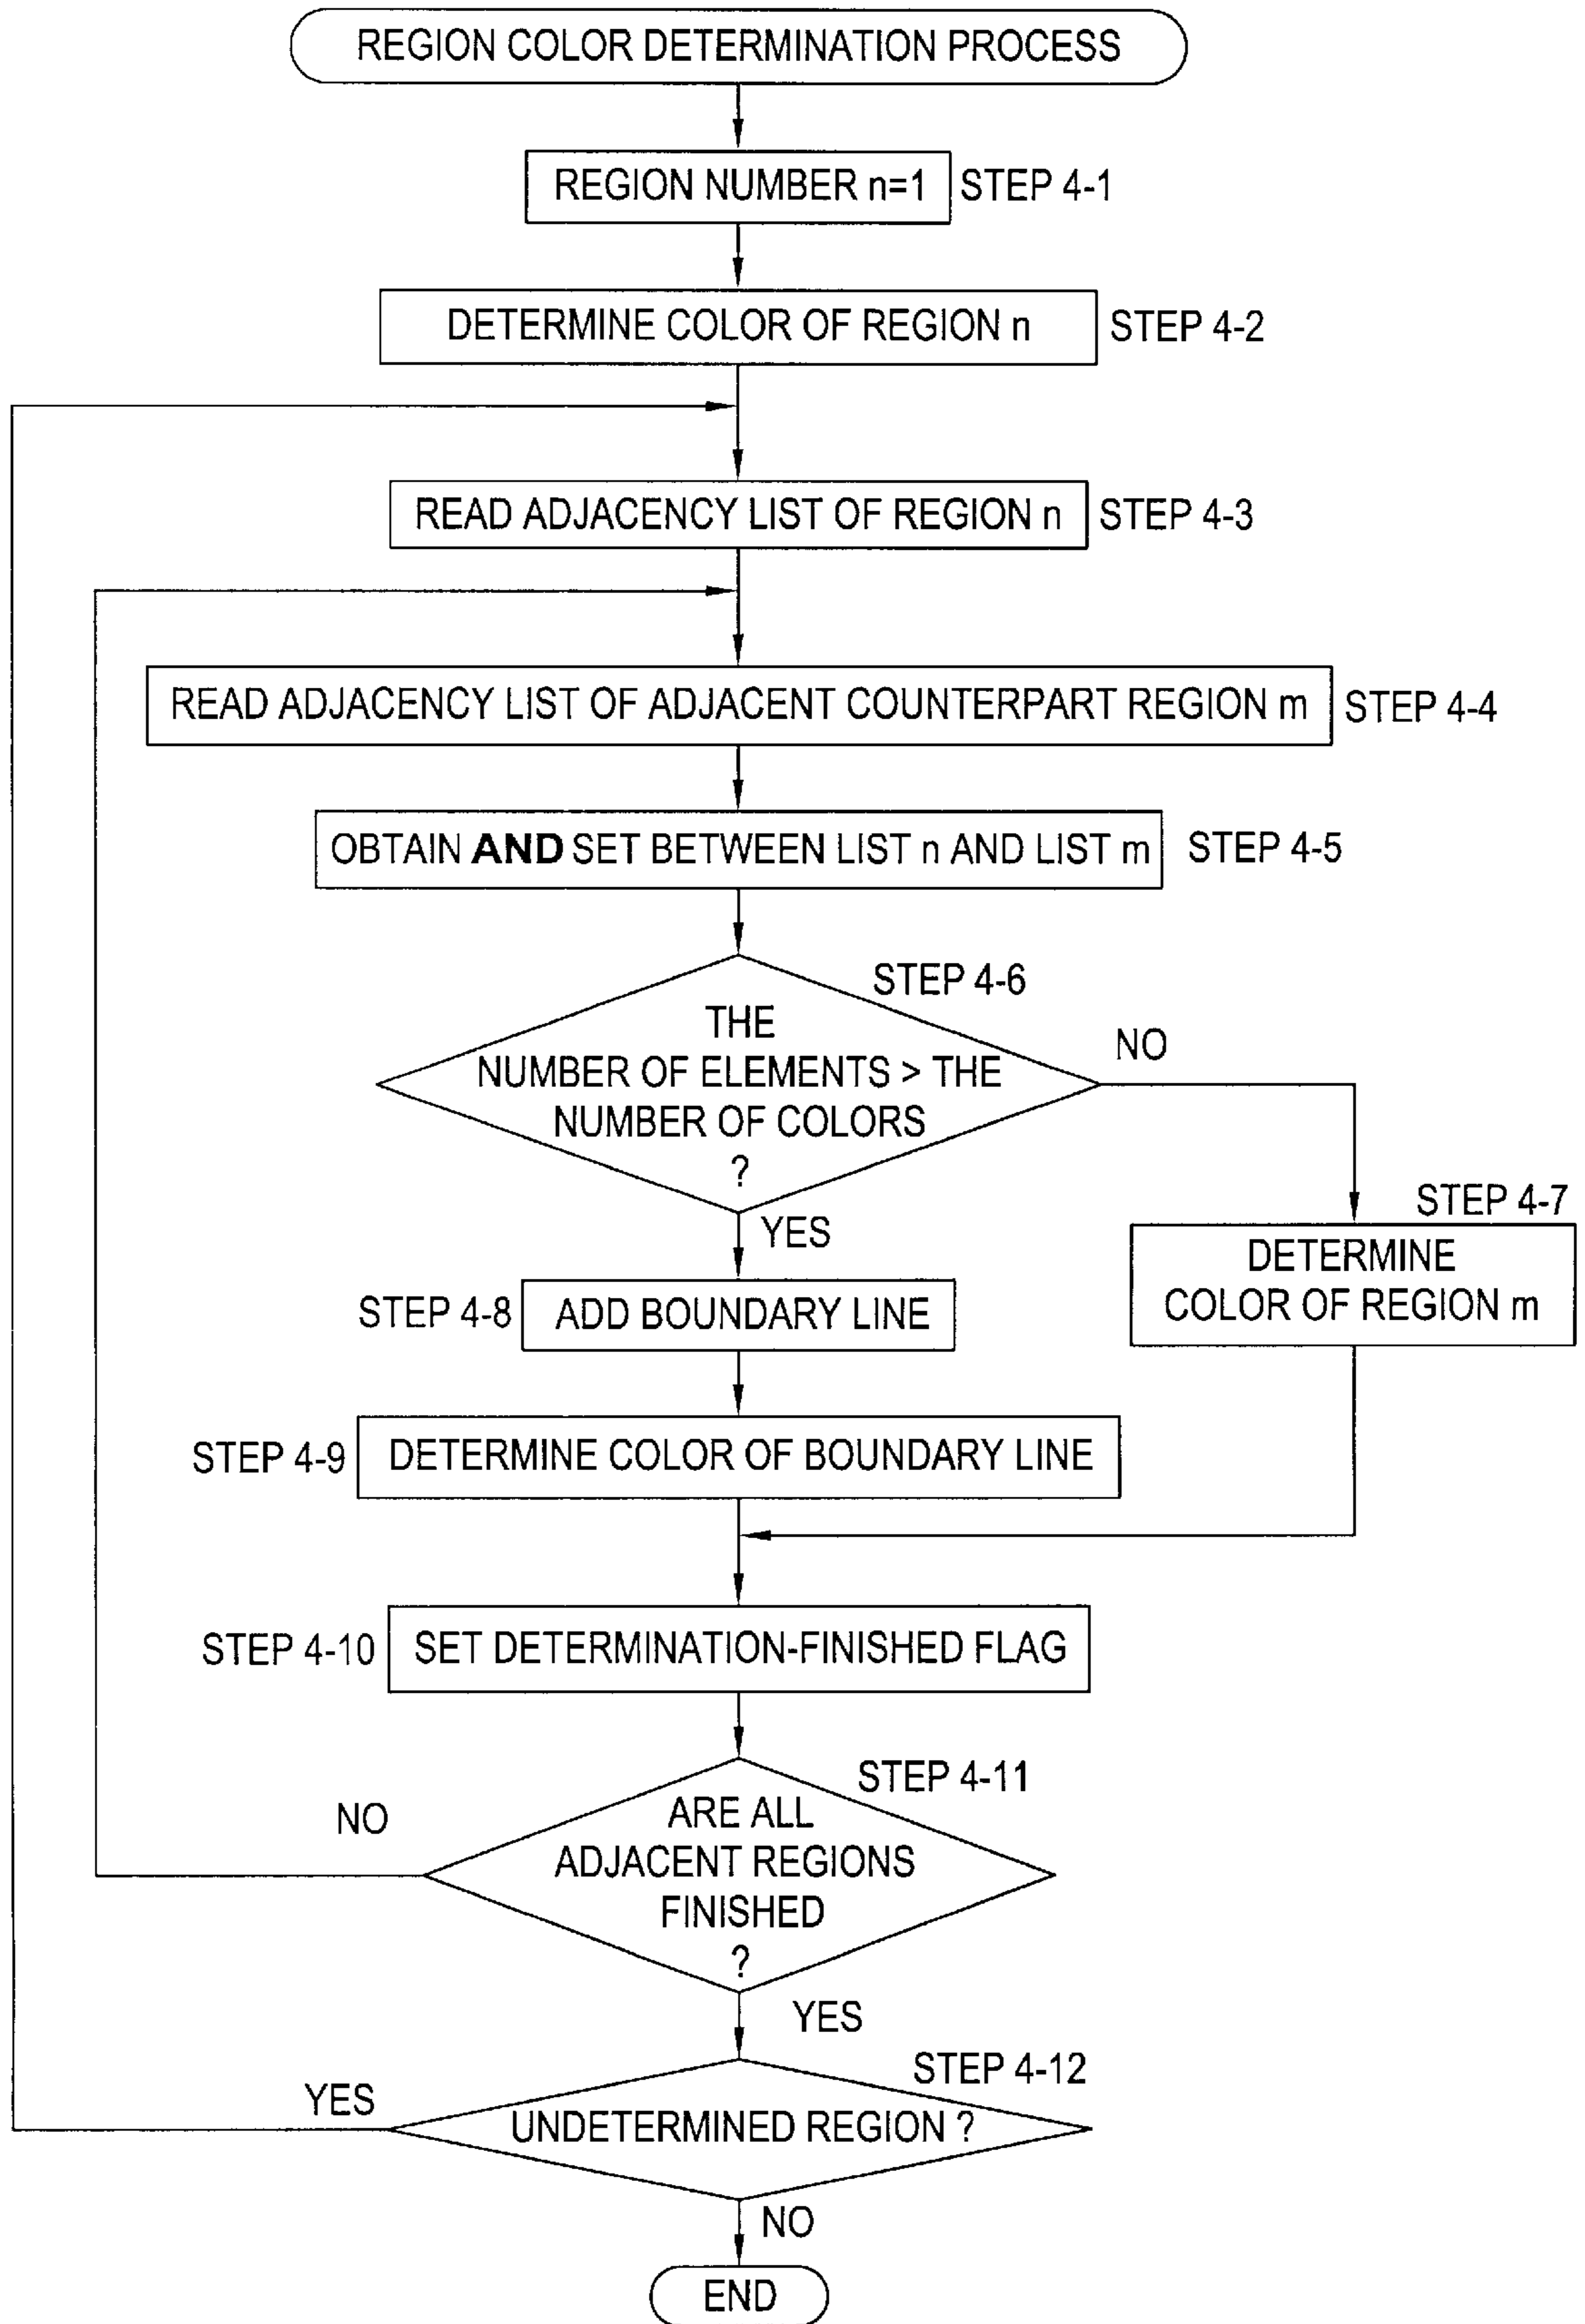 REGION COLOR DETERMINATION PROCESS
REGION NUMBER n=1
STEP 4-1
DETERMINE COLOR OF REGION n
STEP 4-2
READ ADJACENCY LIST OF REGION n
STEP 4-3
READ ADJACENCY LIST OF ADJACENT COUNTERPART REGION m
STEP 4-4
OBTAIN AND SET BETWEEN LIST n AND LIST m
STEP 4-5
STEP 4-6
THE
NUMBER OF ELEMENTS > THE
NUMBER OF COLORS
?
NO
YES
STEP 4-7
DETERMINE
COLOR OF REGION m
STEP 4-8
ADD BOUNDARY LINE
STEP 4-9
DETERMINE COLOR OF BOUNDARY LINE
STEP 4-10
SET DETERMINATION-FINISHED FLAG
STEP 4-11
NO
ARE ALL
ADJACENT REGIONS
FINISHED
?
YES
STEP 4-12
YES
UNDETERMINED REGION ?
NO
END